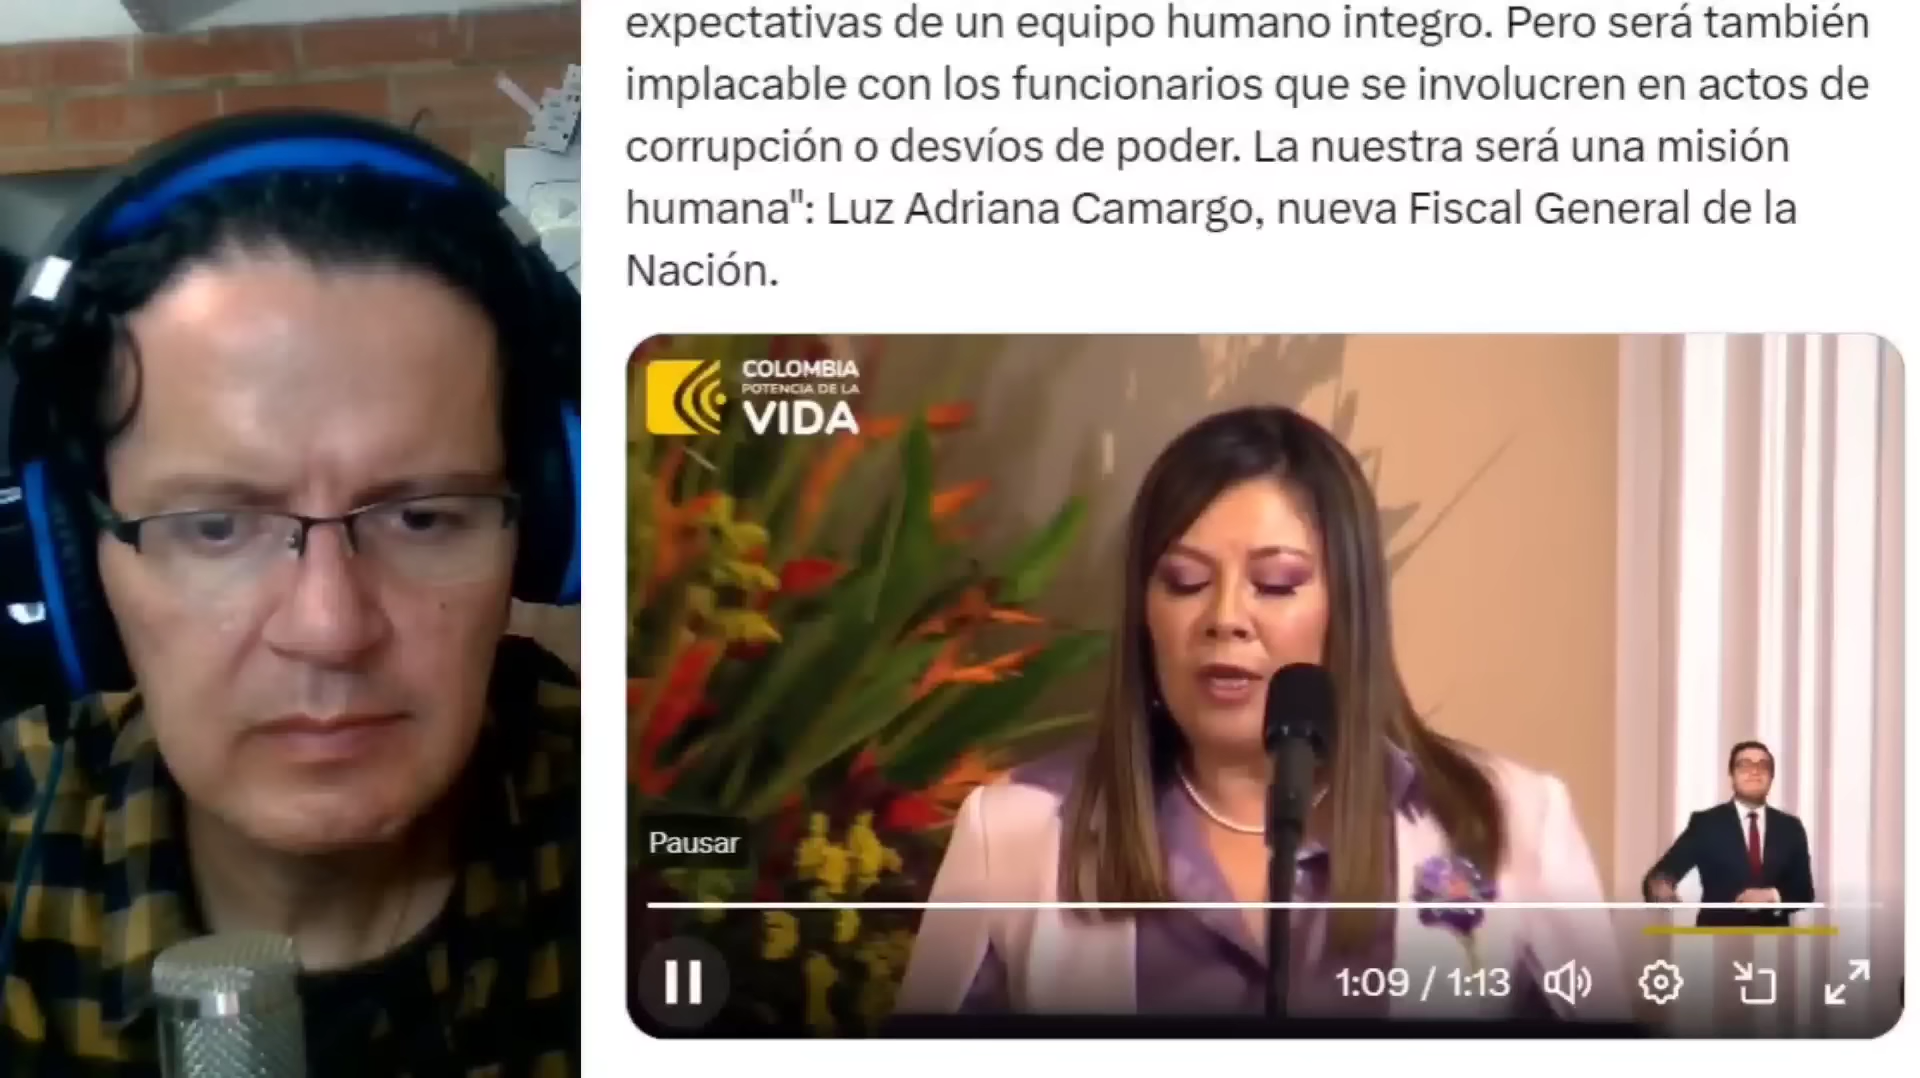 expectativas de un equipo humano integro. Pero será también
implacable con los funcionarios que se involucren en actos de
corrupción o desvíos de poder. La nuestra será una misión
humana": Luz Adriana Camargo, nueva Fiscal General de la
Nación.
COLOMBIA
POTENCIA DE LA
VIDA
Pausar
1:09 / 1:13